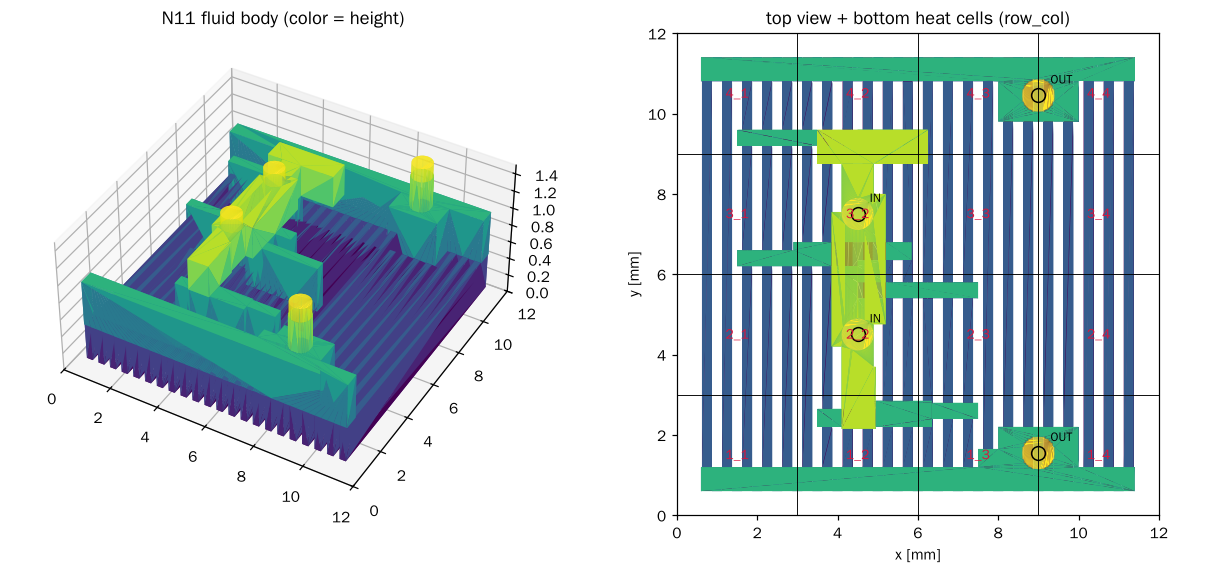 N11 fluid body (color = height)
1.4
1.2
1.0
0.8
0.6
0.4
0.2
0.0
12
10
8
6
4
2
0
0
2
4
6
8
10
12
top view + bottom heat cells (row_col)
12
10
8
6
4
2
0
y [mm]
OUT
4_1 4_2 4_3 4_4
IN
3_1 3_2 3_3 3_4
IN
2_1 2_2 2_3 2_4
OUT
1_1 1_2 1_3 1_4
0 2 4 6 8 10 12
x [mm]